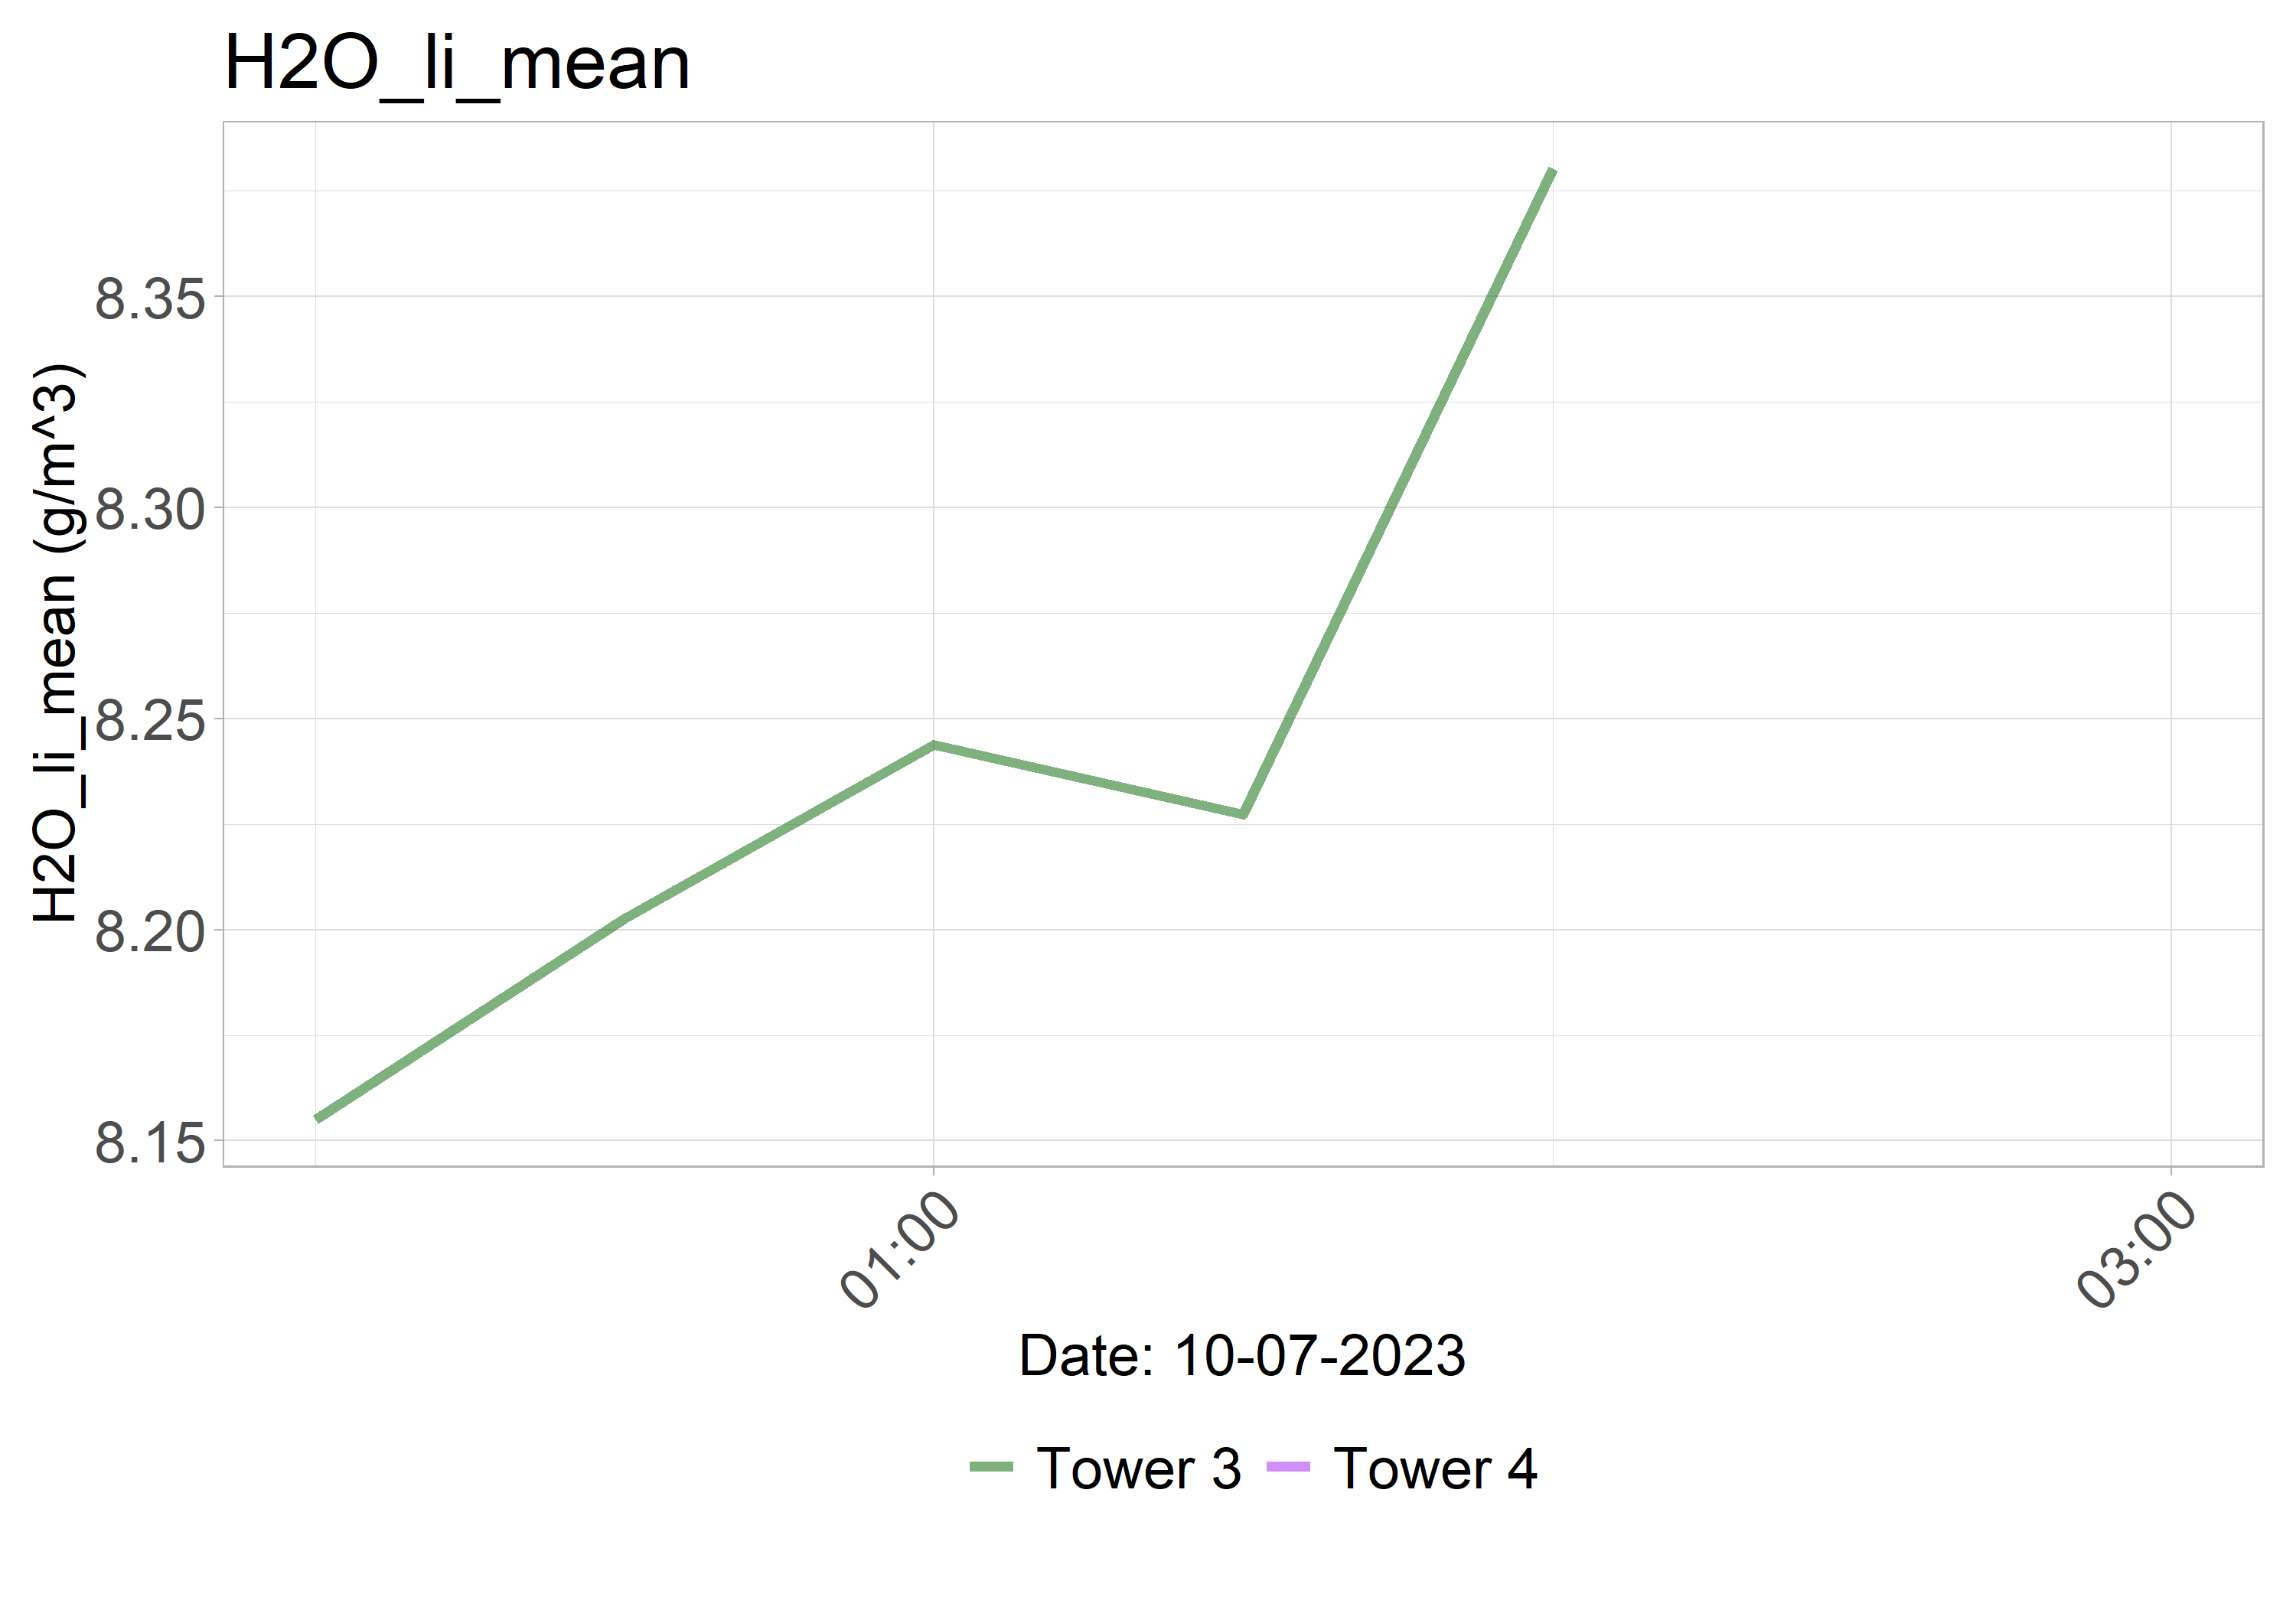 H2O_li_mean
H2O_li_mean (g/m^3)
8.35
8.30
8.25
8.20
8.15
01:00
03:00
Date: 10-07-2023
Tower 3
Tower 4